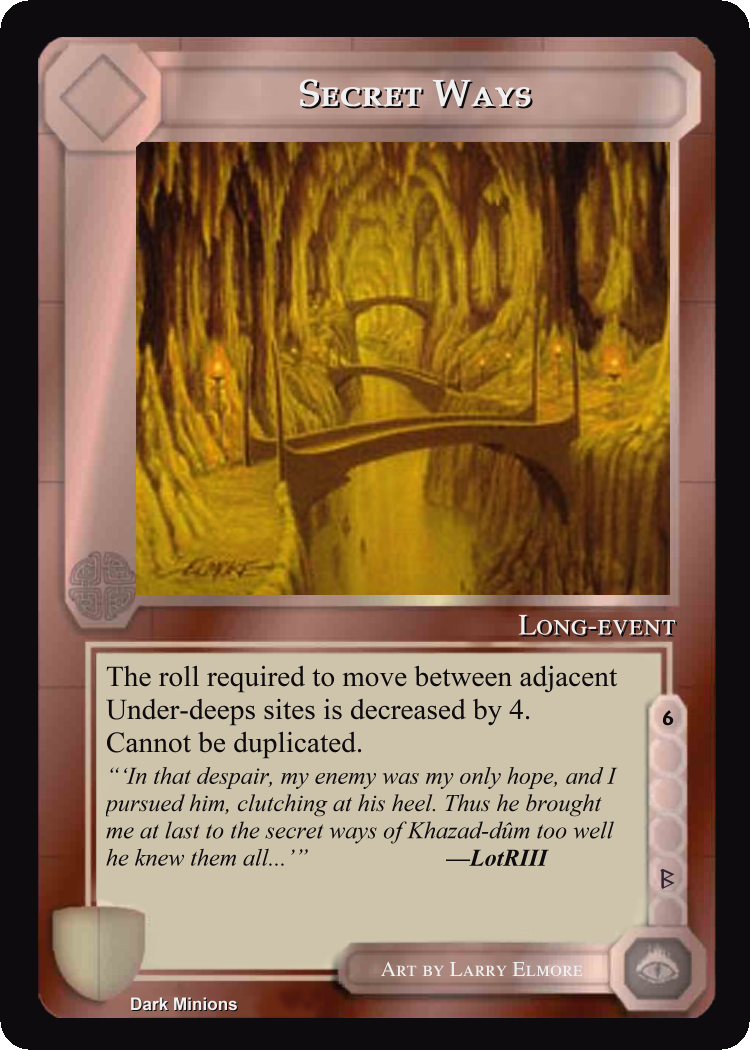 Secret Ways
ELMORE
Long-event
The roll required to move between adjacent
Under-deeps sites is decreased by 4.
Cannot be duplicated.
“‘In that despair, my enemy was my only hope, and I
pursued him, clutching at his heel. Thus he brought
me at last to the secret ways of Khazad-dûm too well
he knew them all...’” —LotRIII
6
B
Art by Larry Elmore
Dark Minions